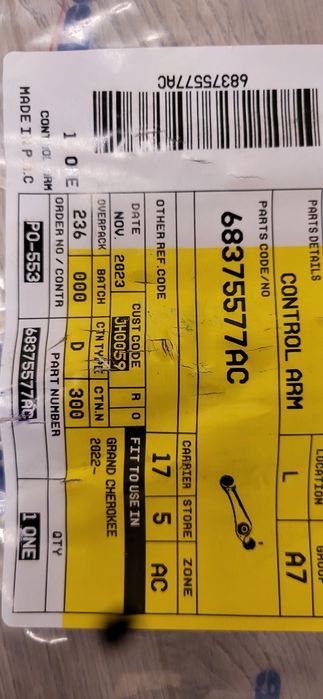 PARTS DETAILS
LOCATION
GROUP
CONTROL ARM
L
A7
PARTS CODE/NO
68375577AC
CARRIER
STORE
ZONE
17
5
AC
OTHER REF.CODE
FIT TO USE IN
GRAND CHEROKEE
2022-
DATE
CUST CODE
R
NOV. 2023
JH0059
0
OVERPACK
BATCH
CTN TYPE
CTN.N
236
000
D
300
ORDER NO / CONTR
PART NUMBER
QTY
PO-553
68375577AC
1 ONE
68375577AC
1 ONE
CONTROL ARM
MADE IN P.R.C